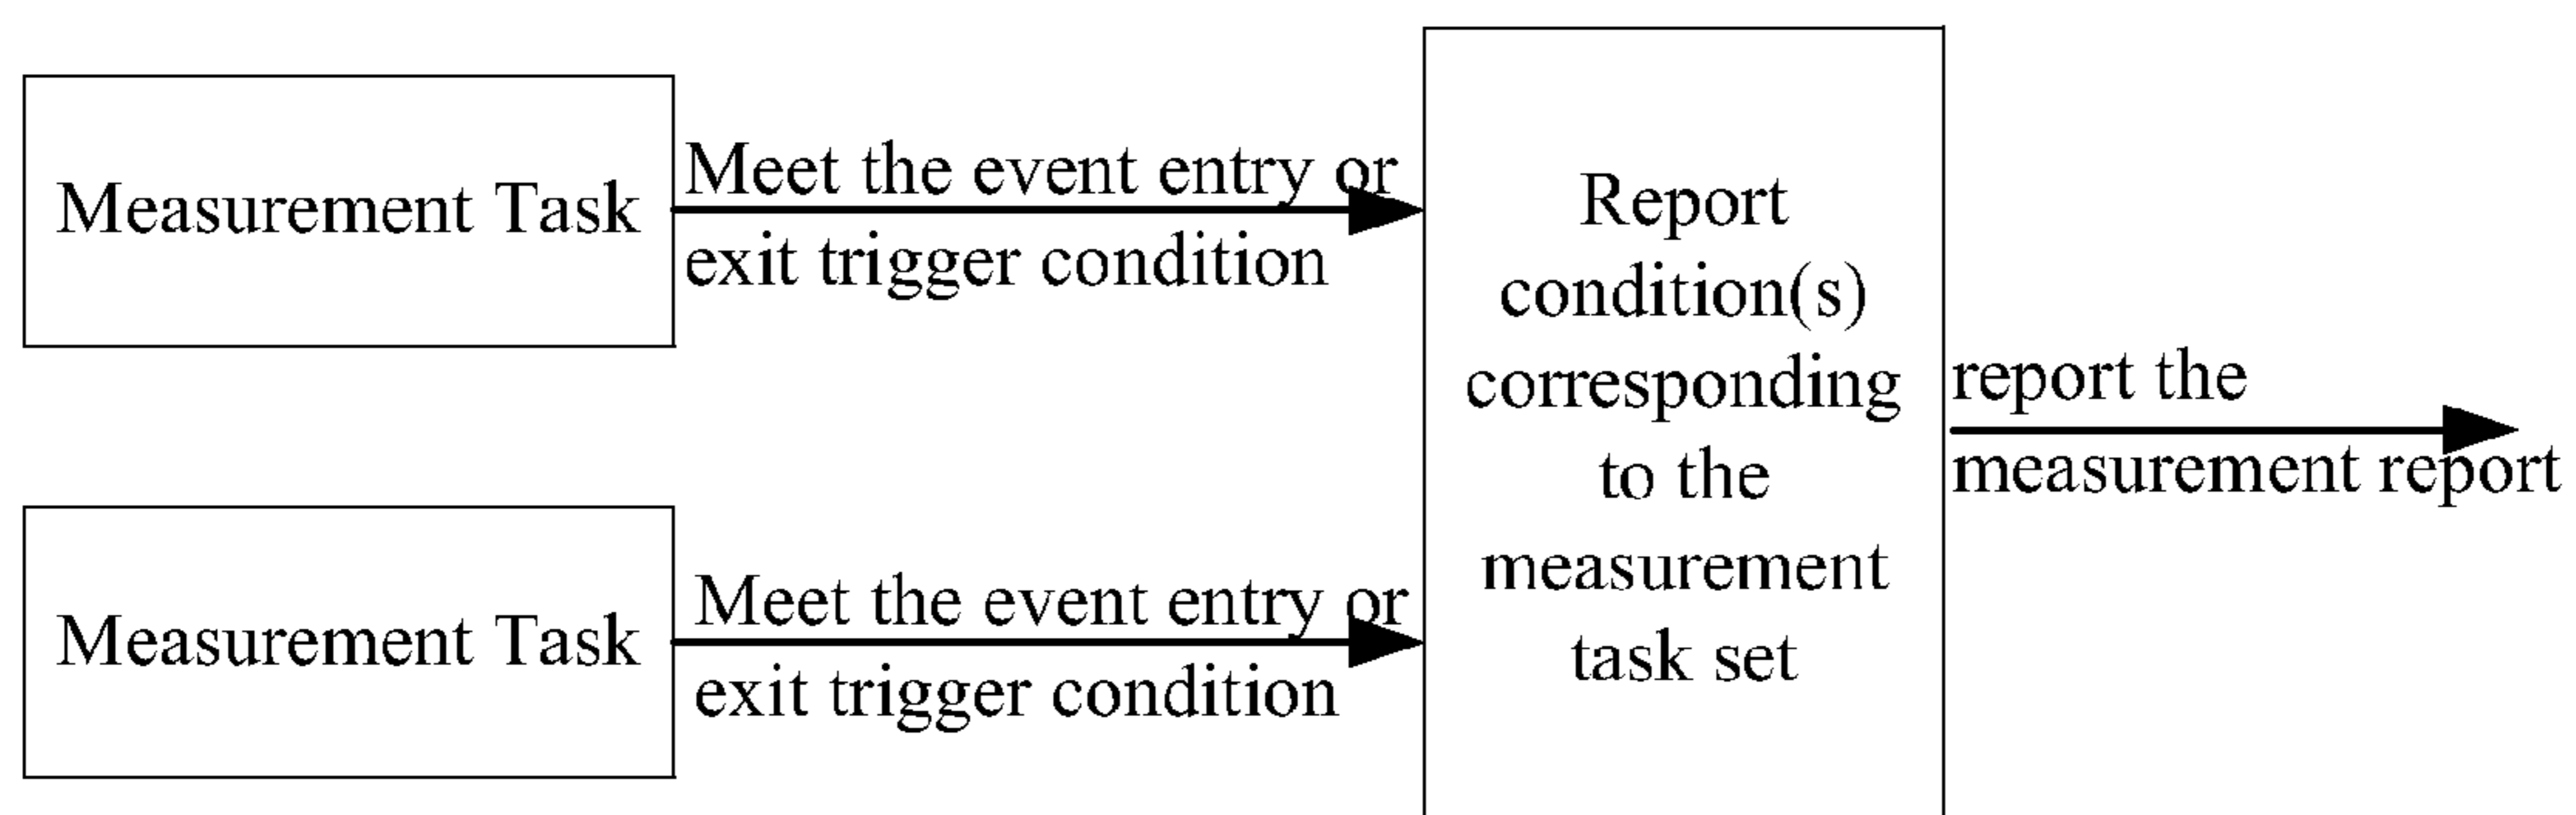 Measurement Task
Meet the event entry or
exit trigger condition
Measurement Task
Meet the event entry or
exit trigger condition
Report
condition(s)
corresponding
to the
measurement
task set
report the
measurement report